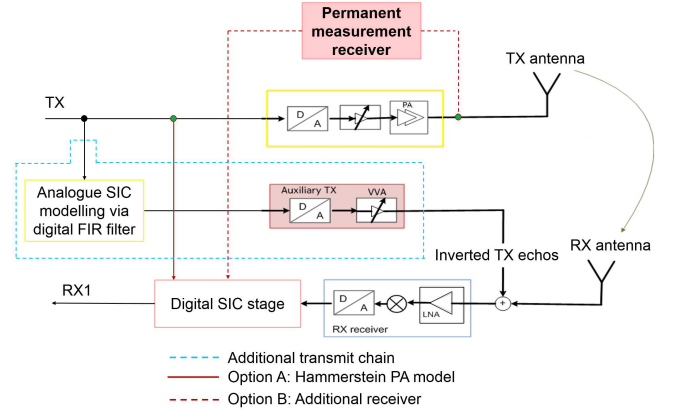 Permanent
measurement
receiver
TX antenna
TX
D
A
PA
Analogue SIC
modelling via
digital FIR filter
Auxiliary TX
VVA
D
A
Inverted TX echos
RX antenna
RX1
Digital SIC stage
D
A
LNA
+
RX receiver
Additional transmit chain
Option A: Hammerstein PA model
Option B: Additional receiver